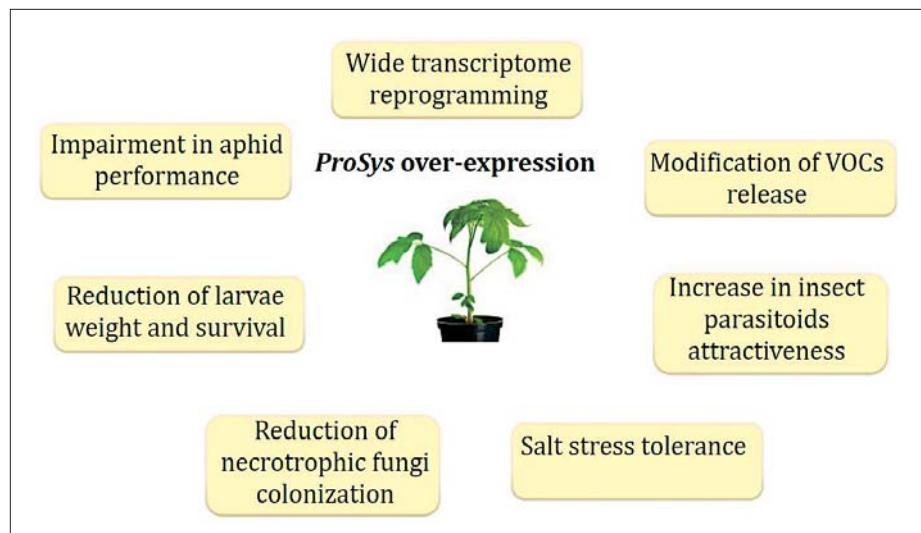 Wide transcriptome
reprogramming
Impairment in aphid
performance
ProSys over-expression
Modification of VOCs
release
Reduction of larvae
weight and survival
Increase in insect
parasitoids
attractiveness
Reduction of
necrotrophic fungi
colonization
Salt stress tolerance